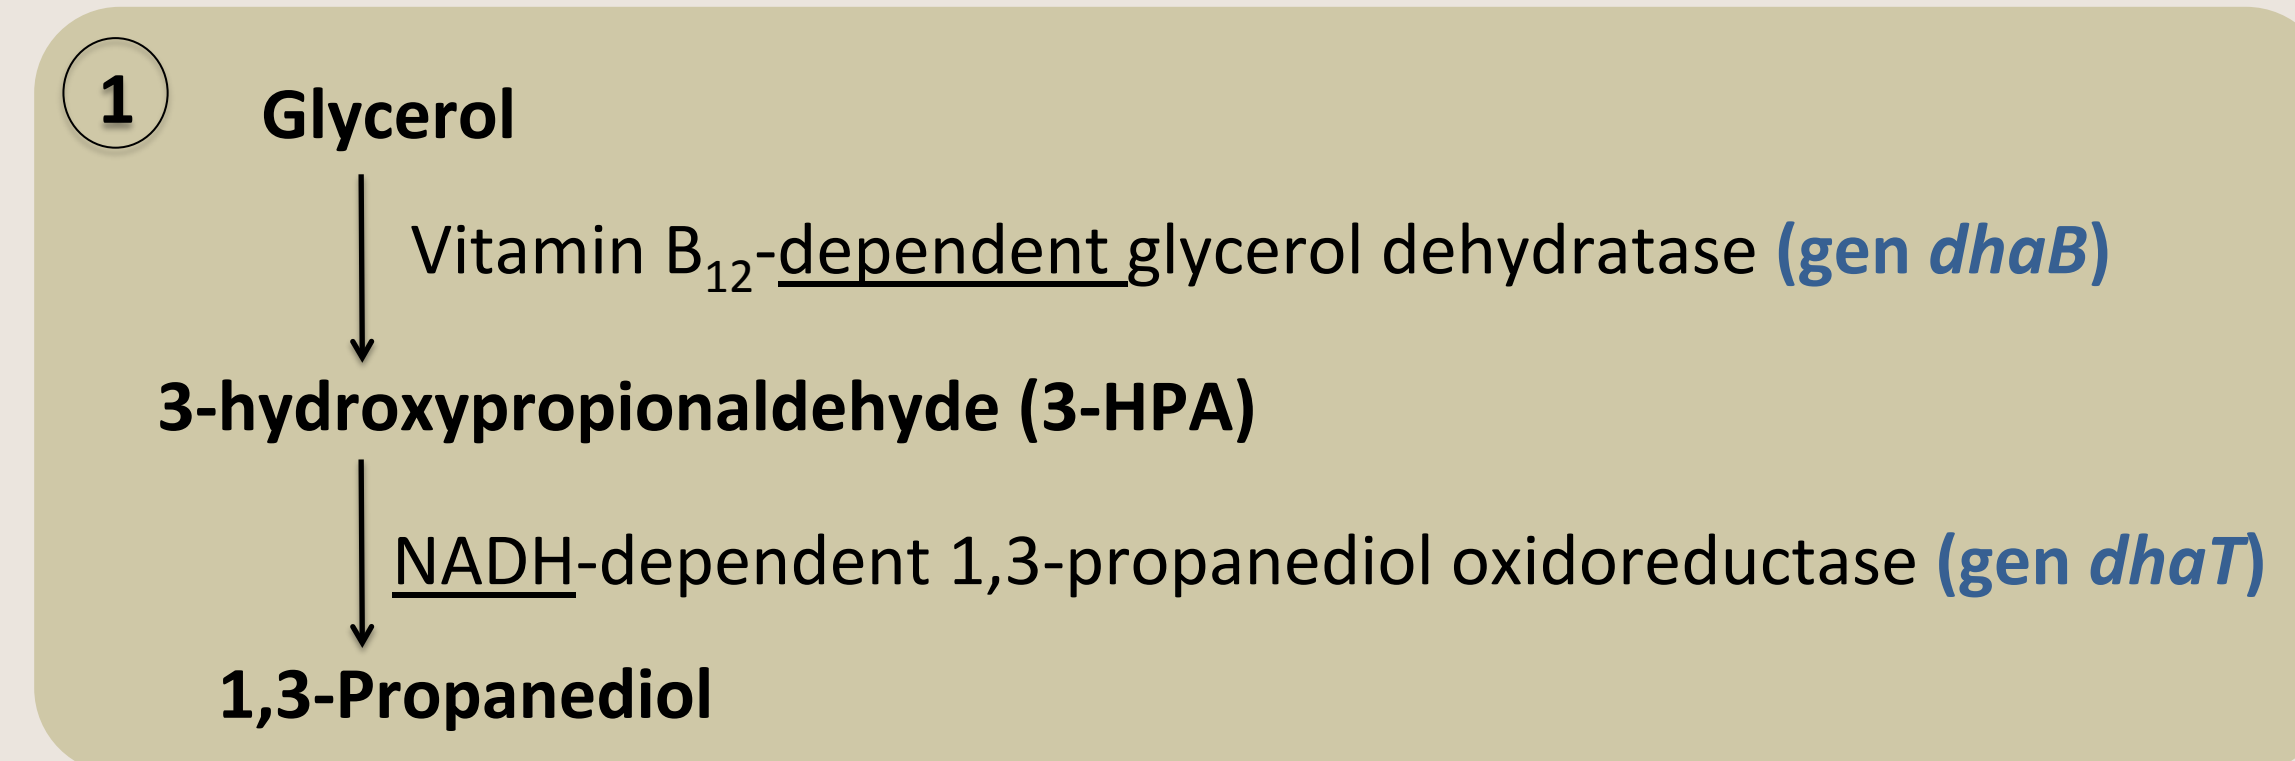 1
Glycerol
Vitamin B12-dependent glycerol dehydratase (gen dhaB)
3-hydroxypropionaldehyde (3-HPA)
NADH-dependent 1,3-propanediol oxidoreductase (gen dhaT)
1,3-Propanediol